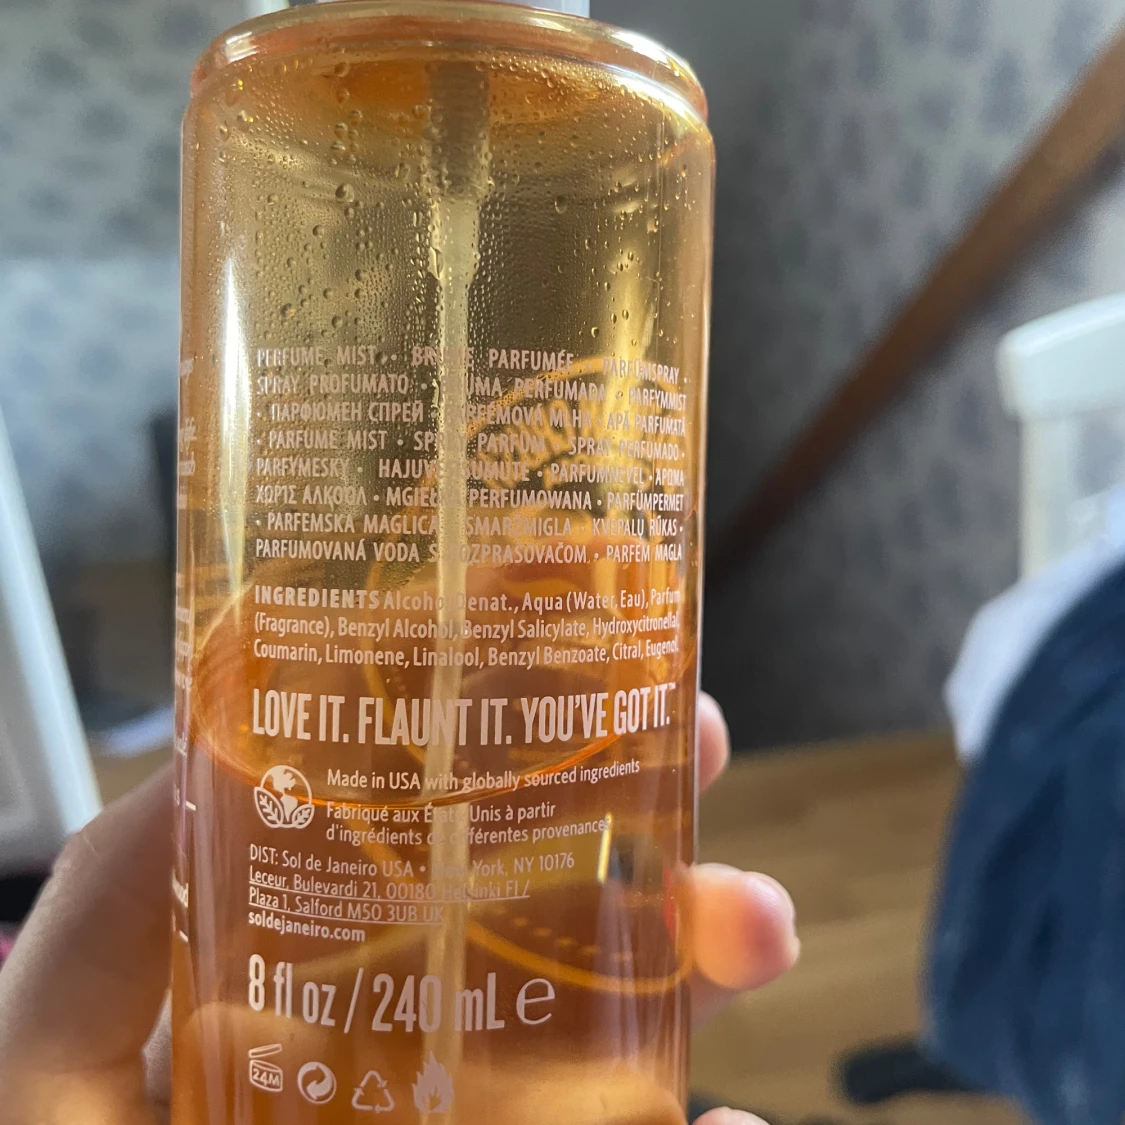 PERFUME MIST • PARFUMÉE • PARFUMSPRAY •
SPRAY PROFUMATO • PERFUMADA • PARFYMMIST
• ПАРФЮМЕН СПРЕЙ • MLHA • APĂ PARFUMATĂ
• PARFUME MIST • PARFUM • SPRAY PERFUMADO •
PARFYMESKY • • ΑΡΩΜΑ
ΧΩΡΙΣ ΑΛΚΟΟΛ • PERFUMOWANA • PARFÜMPERMET
• PARFEMSKA MAGLICA • KVEPALŲ RŪKAS •
PARFUMOVANÁ VODA S ROZPRAŠOVAČOM • PARFEM MAGLA
INGREDIENTS Alcohol Denat., Aqua (Water, Eau), Parfum
(Fragrance), Benzyl Alcohol, Benzyl Salicylate, Hydroxycitronellal,
Coumarin, Limonene, Linalool, Benzyl Benzoate, Citral, Eugenol.
LOVE IT. FLAUNT IT. YOU'VE GOT IT.™
Made in USA with globally sourced ingredients
Fabriqué aux États Unis à partir
d'ingrédients de différentes provenances
DIST: Sol de Janeiro USA • New York, NY 10176
Leceur, Bulevardi 21, 00180 Helsinki FI /
Plaza 1, Salford M50 3UB UK
soldejaneiro.com
8 fl oz / 240 mL e
24M